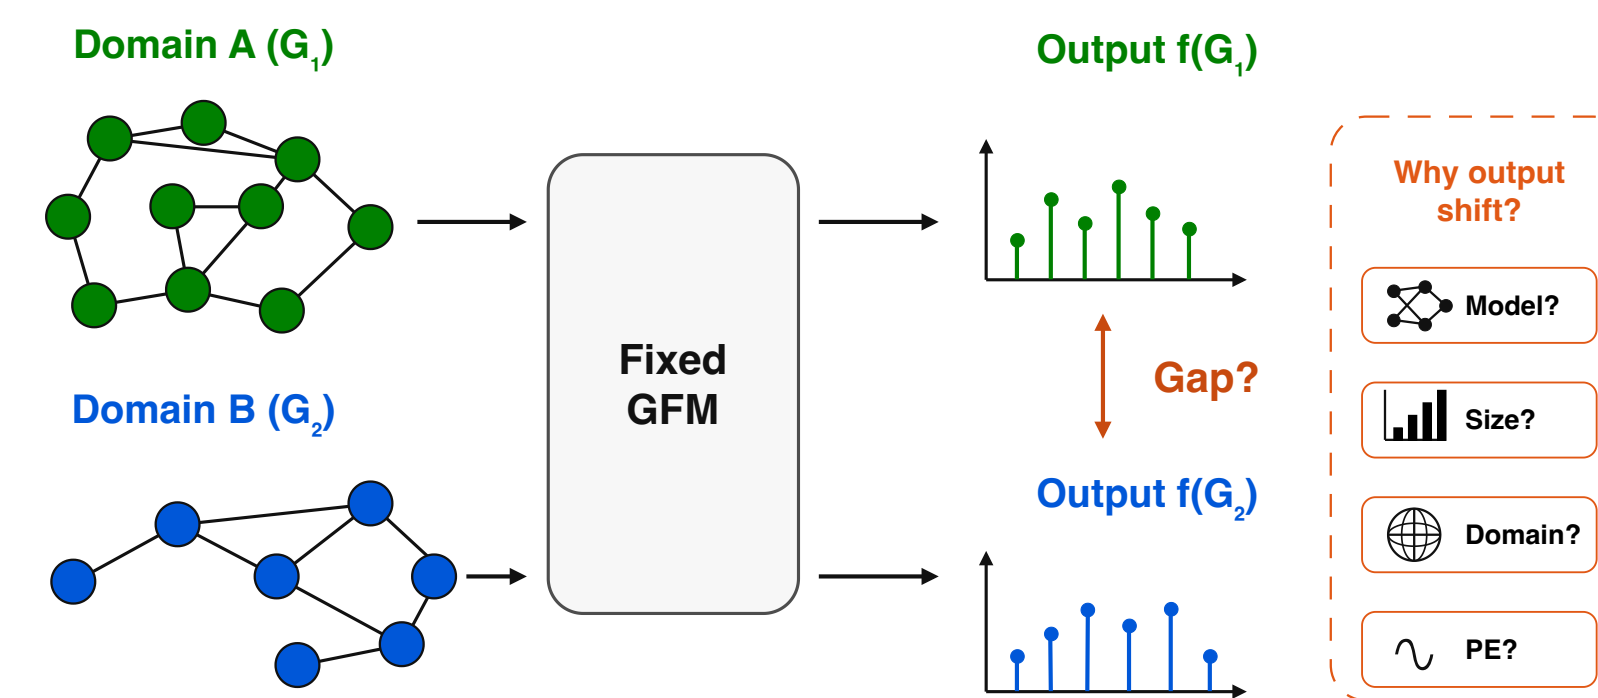 Domain A (G₁)
Output f(G₁)
Why output
shift?
Model?
Fixed
GFM
Gap?
Size?
Domain B (G₂)
Output f(G₂)
Domain?
PE?